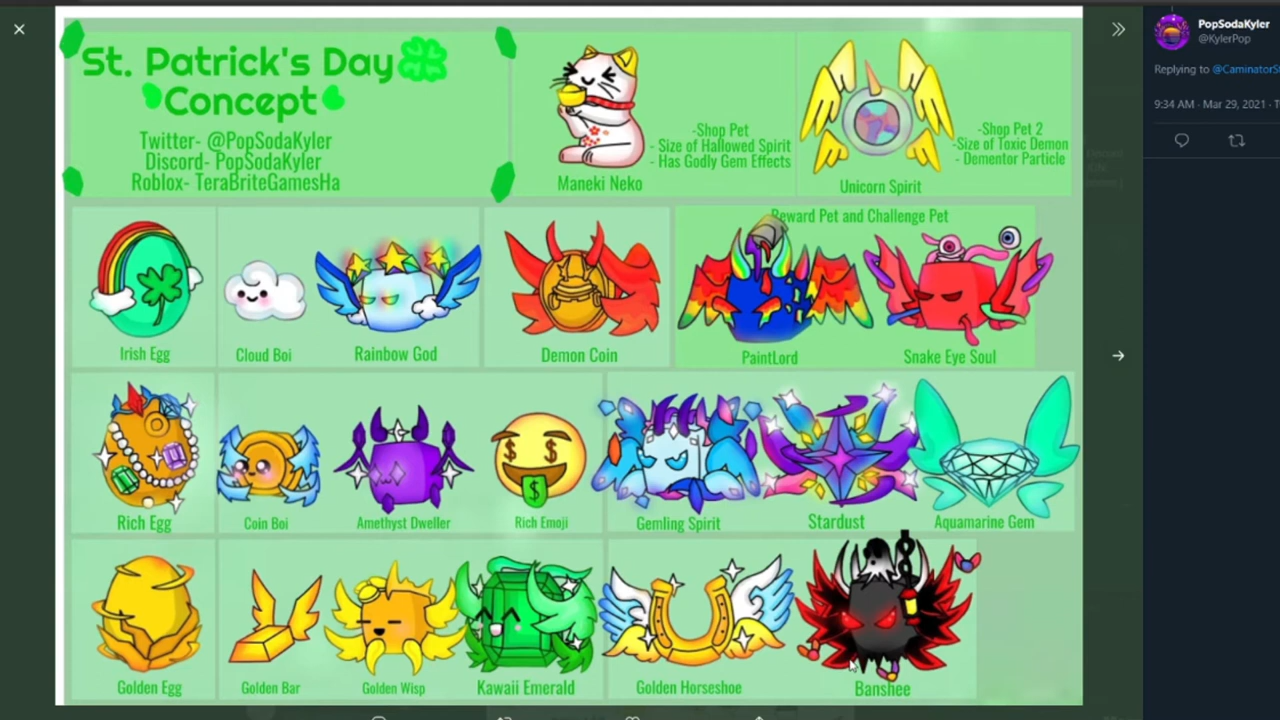 St. Patrick's Day
Concept
Twitter- @PopSodaKyler
Discord- PopSodaKyler
Roblox- TeraBriteGamesHa
-Shop Pet
- Size of Hallowed Spirit
- Has Godly Gem Effects
Maneki Neko
-Shop Pet 2
-Size of Toxic Demon
- Dementor Particle
Unicorn Spirit
PopSodaKyler
@KylerPop
Replying to @CaminatorS
9:34 AM · Mar 29, 2021 ·
Reward Pet and Challenge Pet
Irish Egg
Cloud Boi
Rainbow God
Demon Coin
PaintLord
Snake Eye Soul
Rich Egg
Coin Boi
Amethyst Dweller
Rich Emoji
Gemling Spirit
Stardust
Aquamarine Gem
Golden Egg
Golden Bar
Golden Wisp
Kawaii Emerald
Golden Horseshoe
Banshee